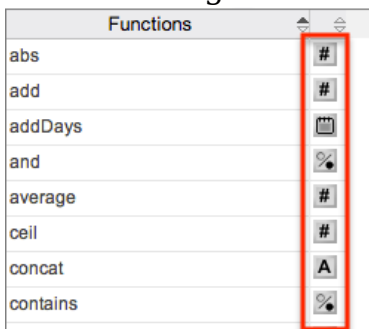 Functions
abs #
add #
addDays
and
average #
ceil #
concat A
contains